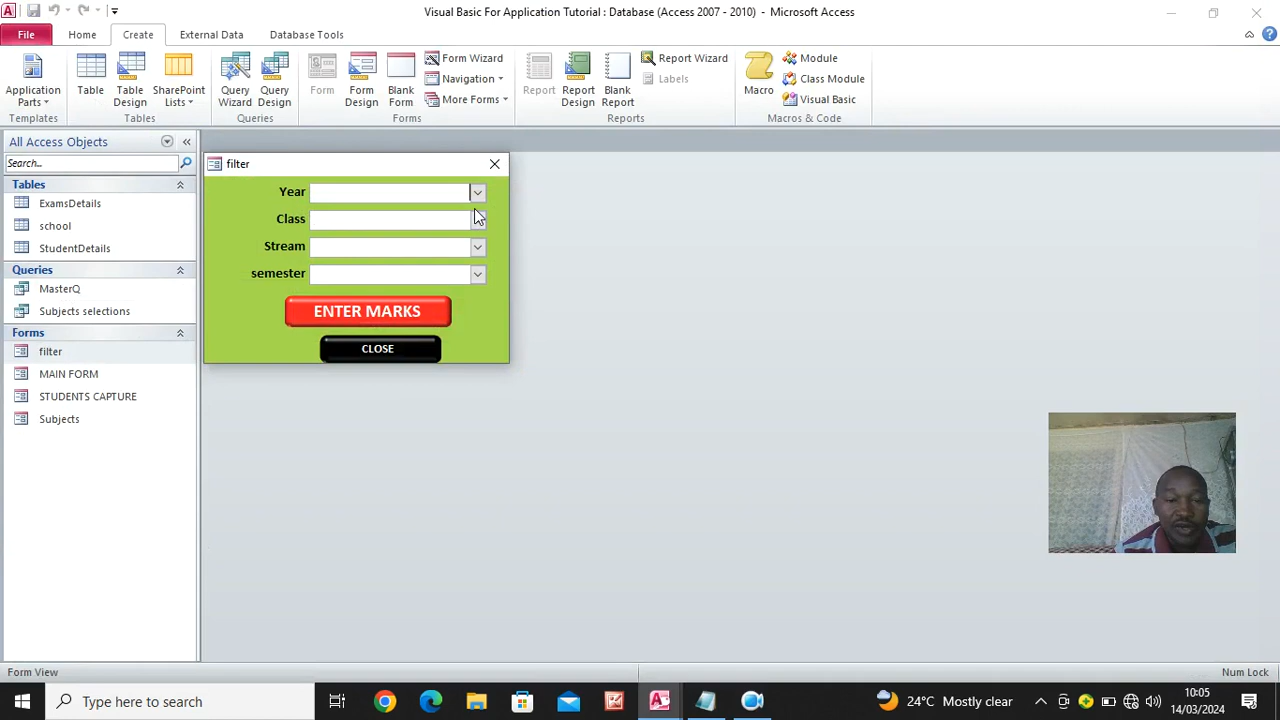 Visual Basic For Application Tutorial : Database (Access 2007 - 2010) - Microsoft Access
File Home Create External Data Database Tools
Application Parts
Table
Table Design
SharePoint Lists
Query Wizard
Query Design
Form
Form Design
Blank Form
Form Wizard
Navigation
More Forms
Report
Report Design
Blank Report
Report Wizard
Labels
Macro
Module
Class Module
Visual Basic
Templates Tables Queries Forms Reports Macros & Code
All Access Objects
Search...
Tables
ExamsDetails
school
StudentDetails
Queries
MasterQ
Subjects selections
Forms
filter
MAIN FORM
STUDENTS CAPTURE
Subjects
filter
Year
Class
Stream
semester
ENTER MARKS
CLOSE
Form View Num Lock
Type here to search
24°C Mostly clear
10:05
14/03/2024